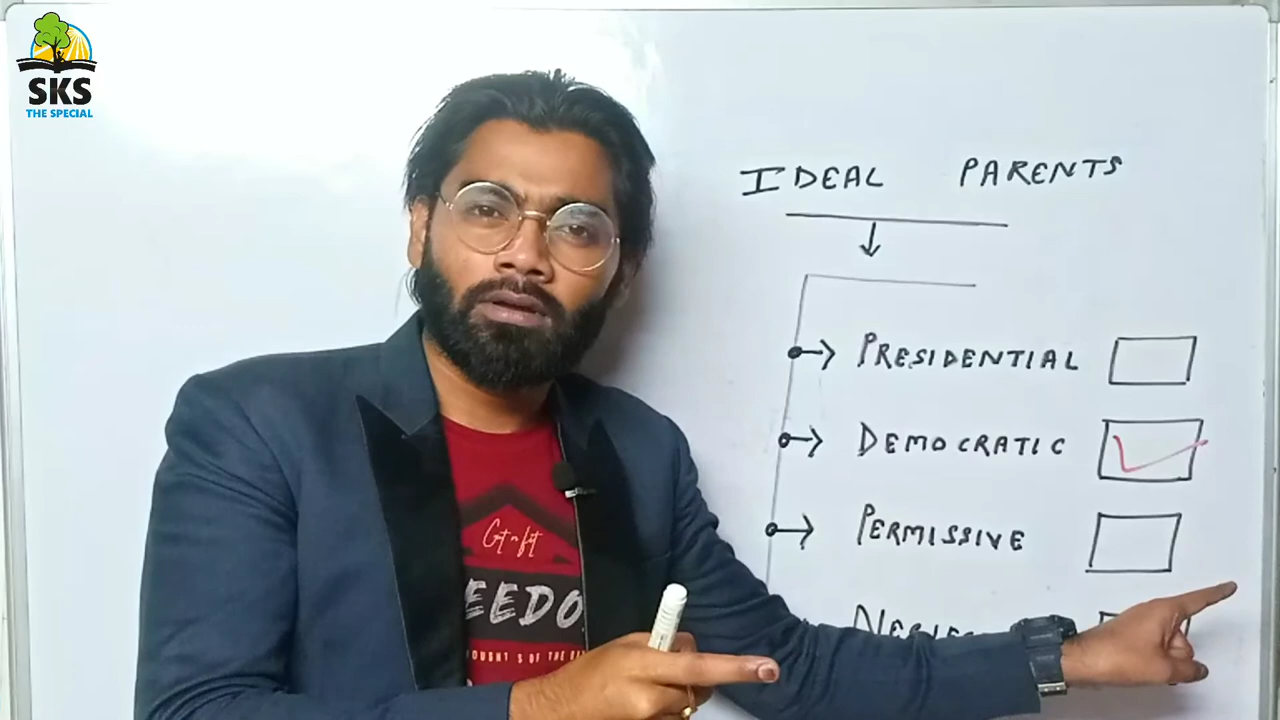 SKS
THE SPECIAL
IDEAL PARENTS
PRESIDENTIAL
DEMOCRATIC
PERMISSIVE
EEDO